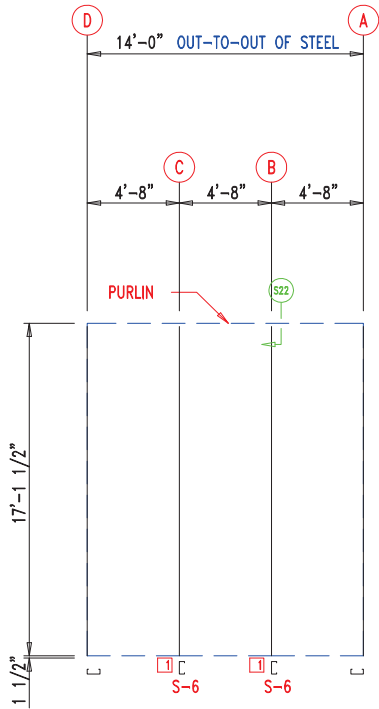 D A
14'-0" OUT-TO-OUT OF STEEL
C B
4'-8" 4'-8" 4'-8"
S22
PURLIN
17'-1 1/2"
1 1/2"
1 1
S-6 S-6